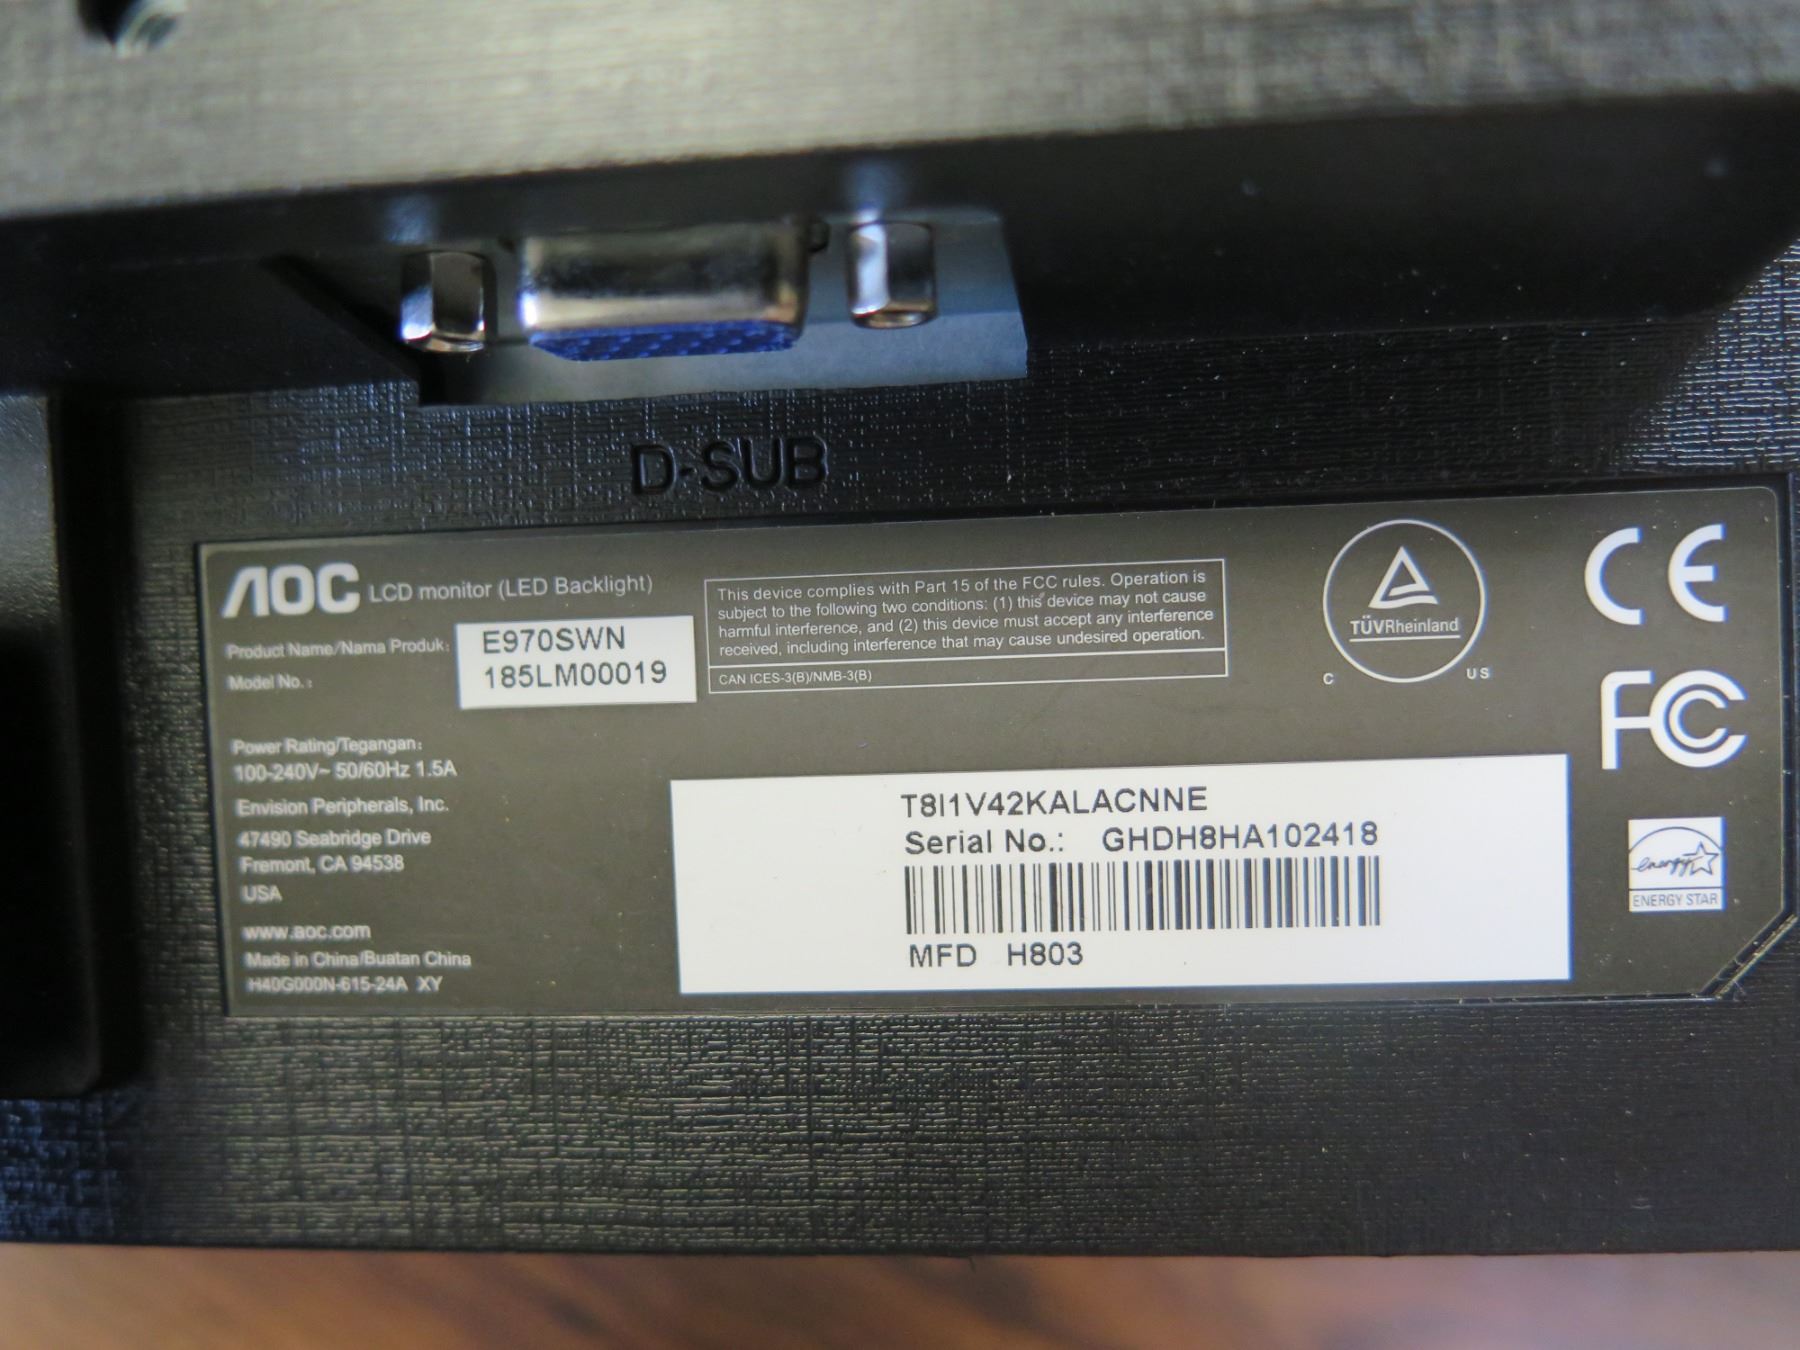 D-SUB
AOC LCD monitor (LED Backlight)
Product Name/Nama Produk: E970SWN
Model No.: 185LM00019
This device complies with Part 15 of the FCC rules. Operation is
subject to the following two conditions: (1) this device may not cause
harmful interference, and (2) this device must accept any interference
received, including interference that may cause undesired operation.
CAN ICES-3(B)/NMB-3(B)
TÜVRheinland
C US
CE
FC
energy
ENERGY STAR
Power Rating/Tegangan:
100-240V~ 50/60Hz 1.5A
Envision Peripherals, Inc.
47490 Seabridge Drive
Fremont, CA 94538
USA
www.aoc.com
Made in China/Buatan China
H40G000N-615-24A XY
T8I1V42KALACNNE
Serial No.: GHDH8HA102418
MFD H803